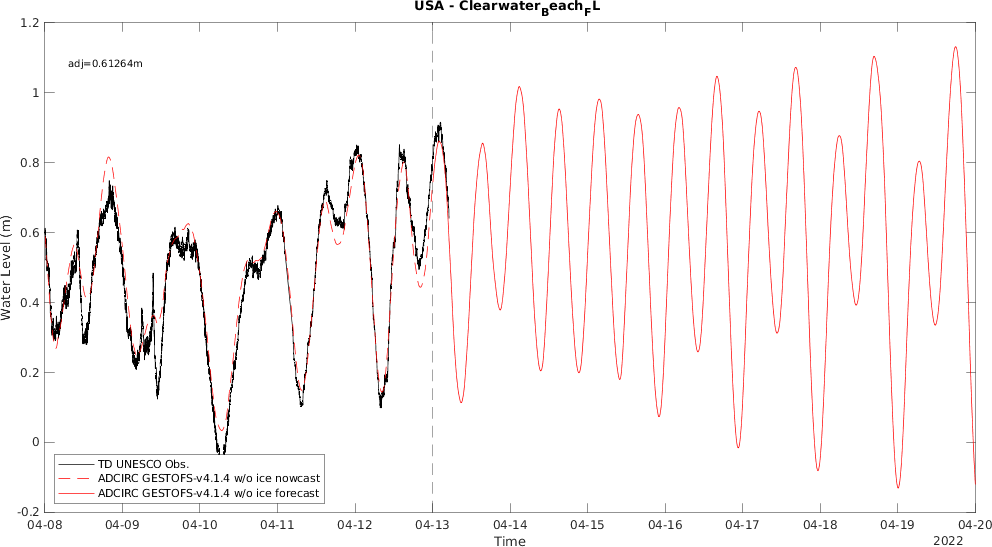 USA - Clearwater_Beach_FL
adj=0.61264m
1.2
1
0.8
0.6
0.4
0.2
0
-0.2
Water Level (m)
TD UNESCO Obs.
ADCIRC GESTOFS-v4.1.4 w/o ice nowcast
ADCIRC GESTOFS-v4.1.4 w/o ice forecast
04-08 04-09 04-10 04-11 04-12 04-13 04-14 04-15 04-16 04-17 04-18 04-19 04-20
Time
2022